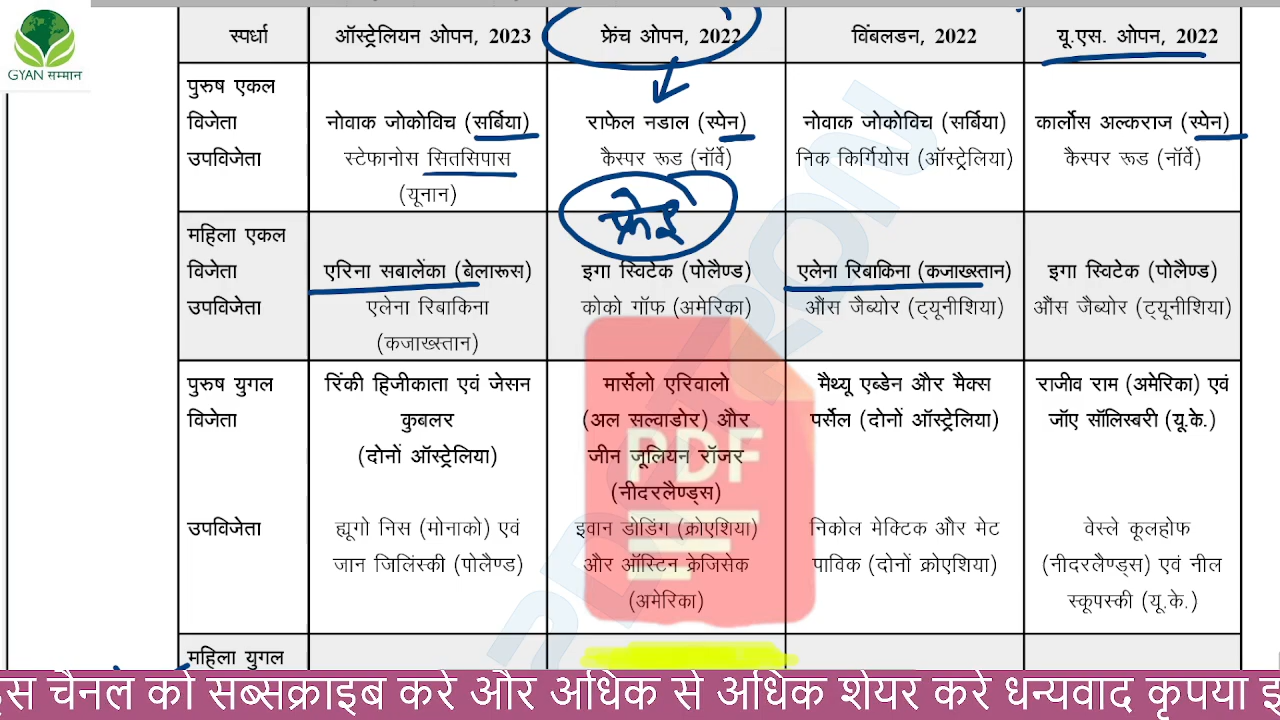 GYAN सम्मान
स्पर्धा
ऑस्ट्रेलियन ओपन, 2023
फ्रेंच ओपन, 2022
विंबलडन, 2022
यू.एस. ओपन, 2022
पुरुष एकल
विजेता
नोवाक जोकोविच (सर्बिया)
राफेल नडाल (स्पेन)
नोवाक जोकोविच (सर्बिया)
कार्लोस अल्कराज (स्पेन)
उपविजेता
स्टेफानोस सितसिपास
(यूनान)
कैस्पर रूड (नॉर्वे)
निक किर्गियोस (ऑस्ट्रेलिया)
कैस्पर रूड (नॉर्वे)
महिला एकल
विजेता
एरिना सबालेंका (बेलारूस)
इगा स्विटेक (पोलैण्ड)
एलेना रिबाकिना (कजाख्स्तान)
इगा स्विटेक (पोलैण्ड)
उपविजेता
एलेना रिबाकिना
(कजाख्स्तान)
कोको गॉफ (अमेरिका)
औंस जैब्योर (ट्यूनीशिया)
औंस जैब्योर (ट्यूनीशिया)
पुरुष युगल
विजेता
रिंकी हिजीकाता एवं जेसन
कुबलर
(दोनों ऑस्ट्रेलिया)
मार्सेलो एरिवालो
(अल सल्वाडोर) और
जीन जूलियन रॉजर
(नीदरलैण्ड्स)
मैथ्यू एब्डेन और मैक्स
पर्सेल (दोनों ऑस्ट्रेलिया)
राजीव राम (अमेरिका) एवं
जॉए सॉलिस्बरी (यू.के.)
उपविजेता
ह्यूगो निस (मोनाको) एवं
जान जिलिंस्की (पोलैण्ड)
इवान डोडिंग (क्रोएशिया)
और ऑस्टिन क्रेजिसेक
(अमेरिका)
निकोल मेक्टिक और मेट
पाविक (दोनों क्रोएशिया)
वेस्ले कूलहोफ
(नीदरलैण्ड्स) एवं नील
स्कूपस्की (यू.के.)
PDF
महिला युगल
चैनल को सब्सक्राइब करे और अधिक से अधिक शेयर करे धन्यवाद कृपया